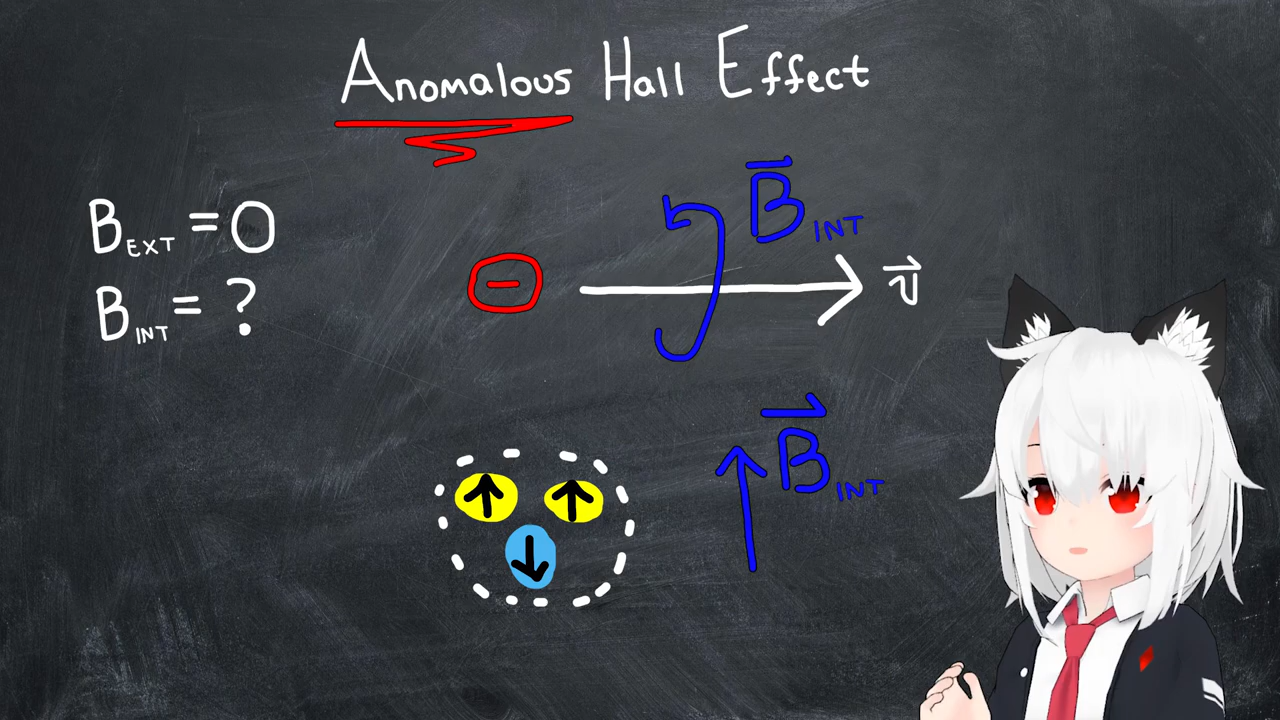 Anomalous Hall Effect
B_EXT = 0
B_INT = ?
B⃗_INT
−
v⃗
B⃗_INT